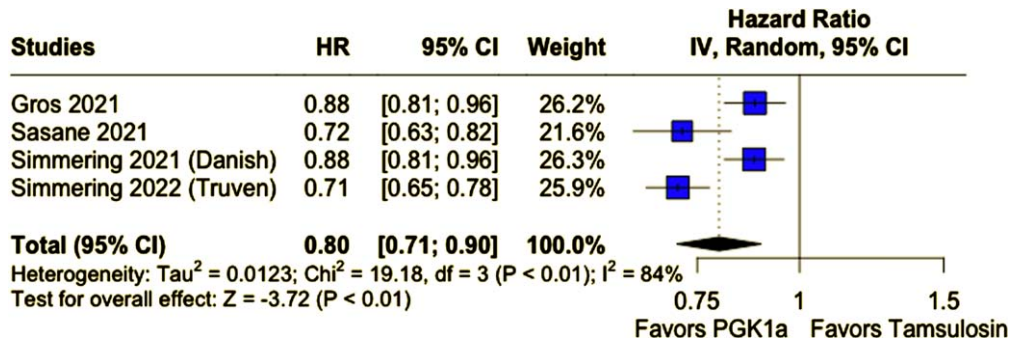 Hazard Ratio
Studies HR 95% CI Weight IV, Random, 95% CI
Gros 2021 0.88 [0.81; 0.96] 26.2%
Sasane 2021 0.72 [0.63; 0.82] 21.6%
Simmering 2021 (Danish) 0.88 [0.81; 0.96] 26.3%
Simmering 2022 (Truven) 0.71 [0.65; 0.78] 25.9%
Total (95% CI) 0.80 [0.71; 0.90] 100.0%
Heterogeneity: Tau² = 0.0123; Chi² = 19.18, df = 3 (P < 0.01); I² = 84%
Test for overall effect: Z = -3.72 (P < 0.01)
0.75 1 1.5
Favors PGK1a Favors Tamsulosin